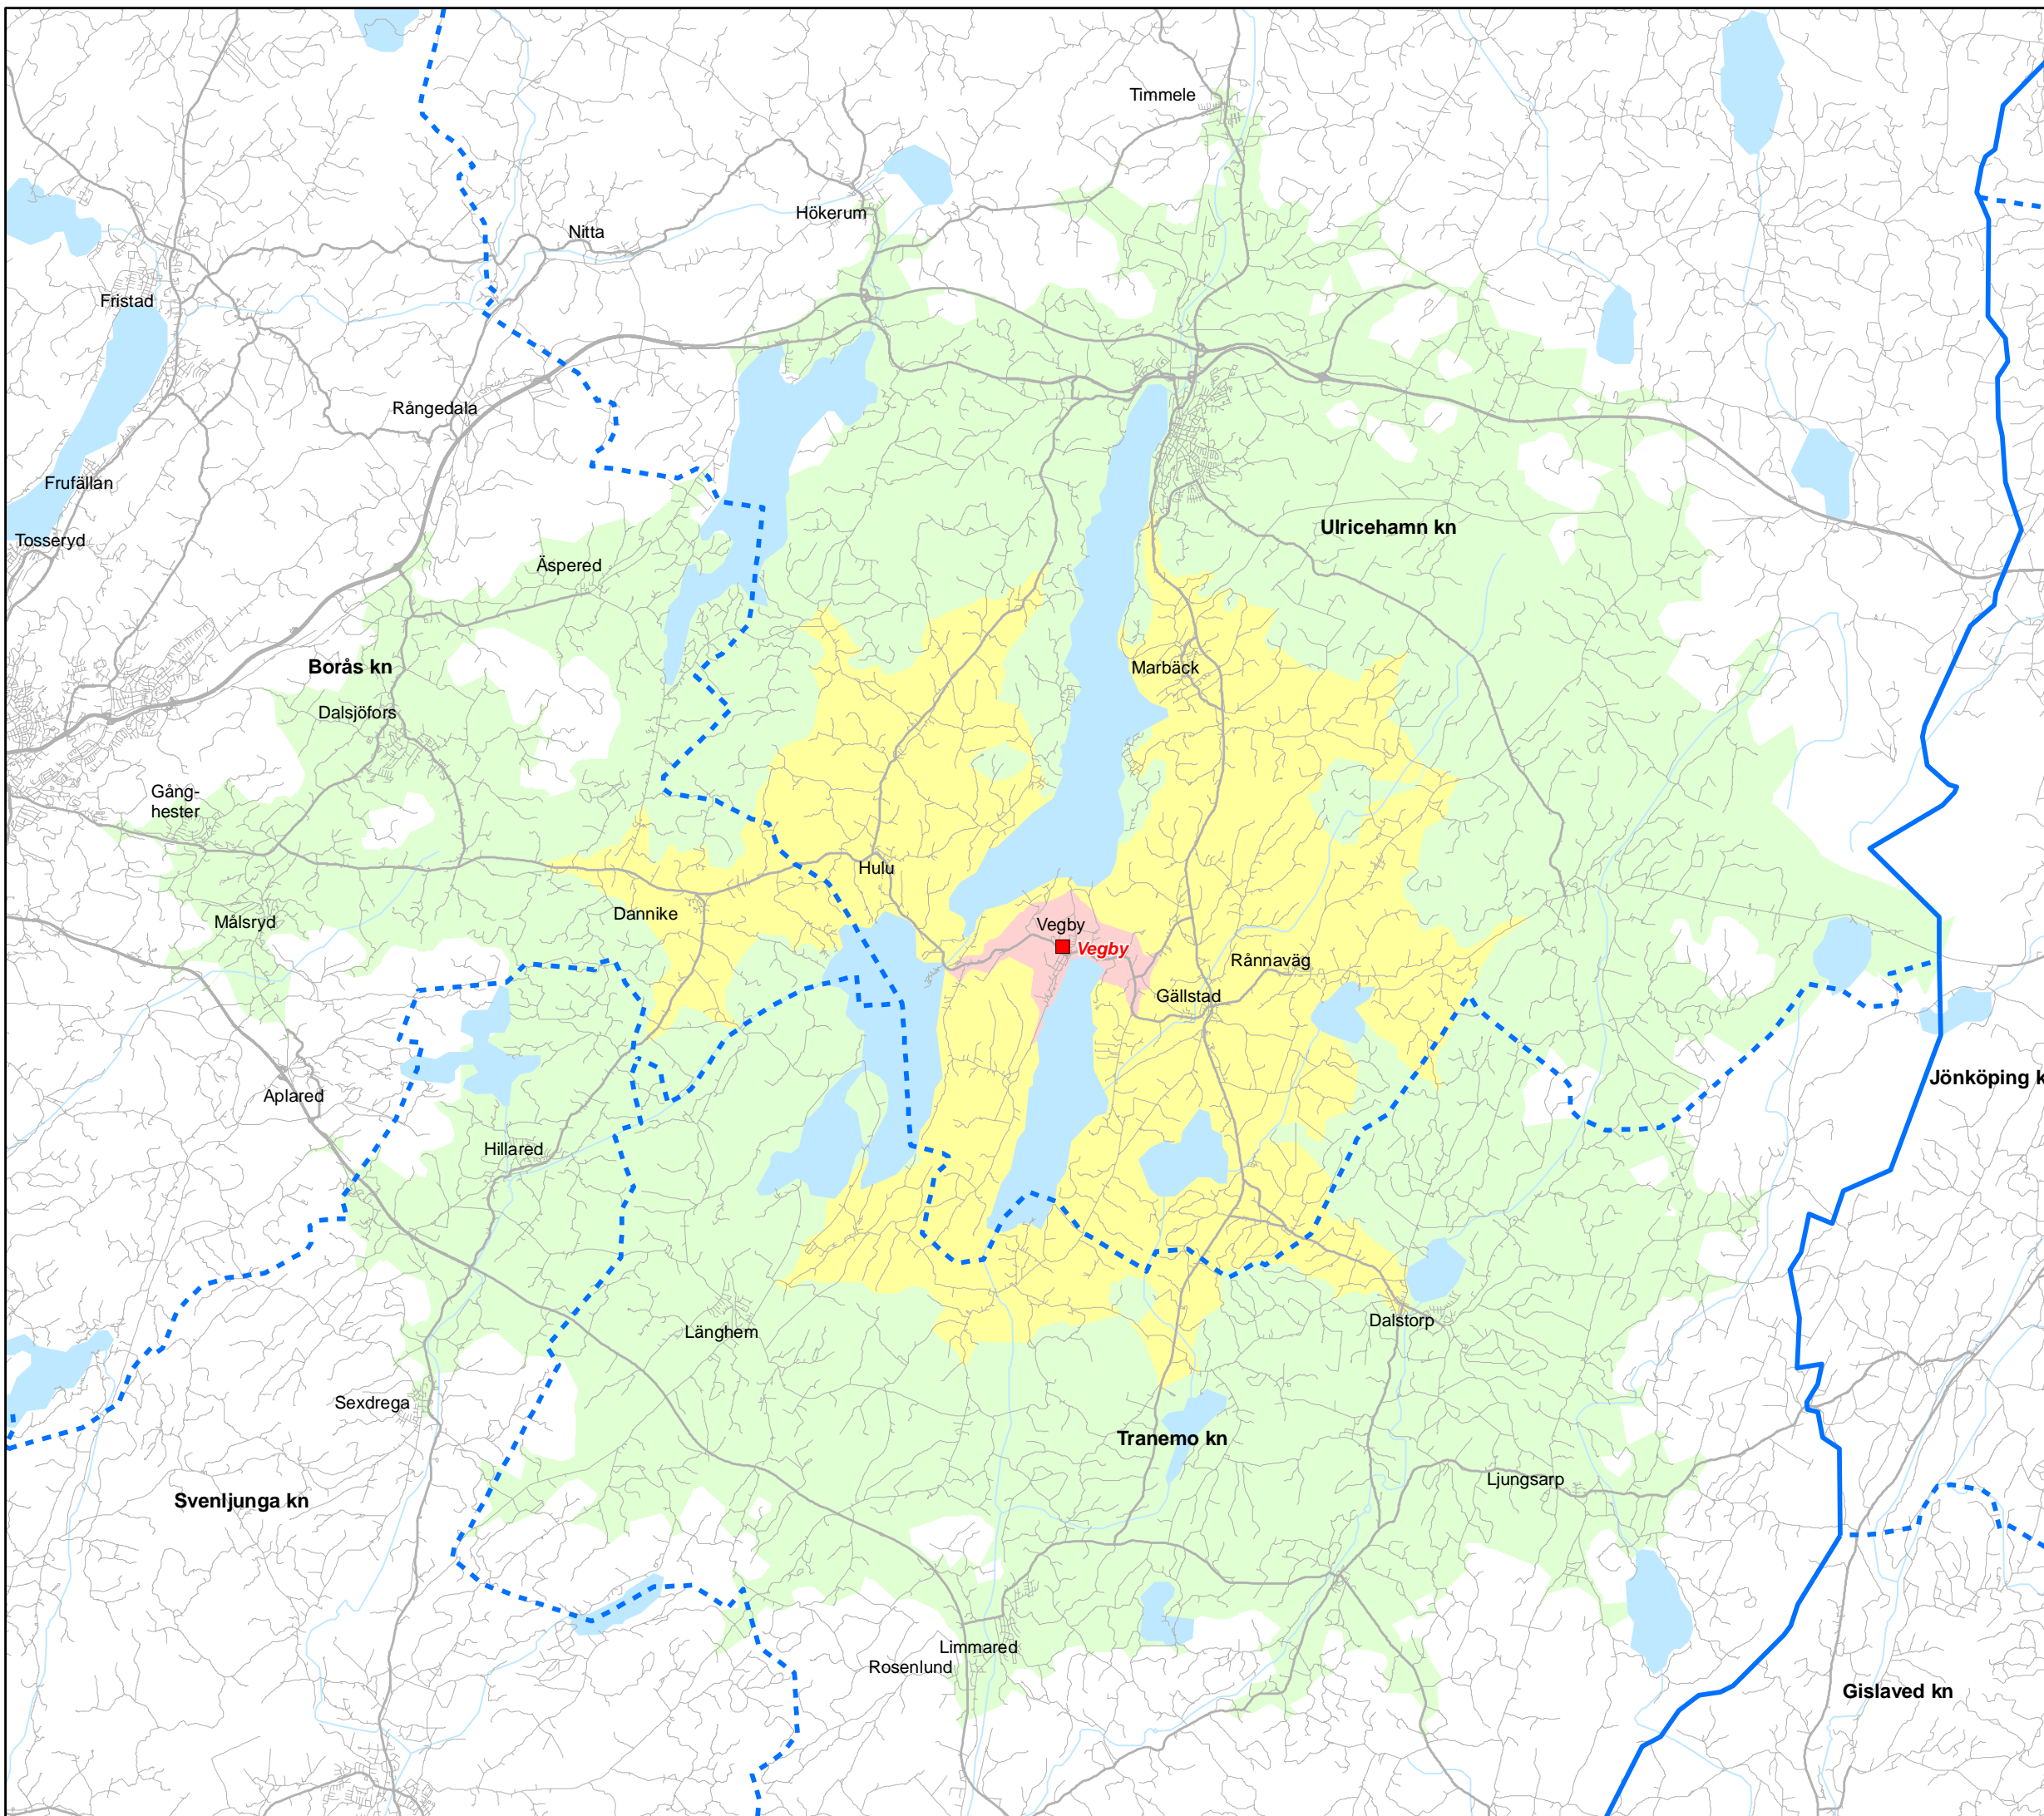 Timmele
Hökerum
Nitta
Fristad
Rångedala
Frufällan
Ulricehamn kn
Tosseryd
Äspered
Borås kn
Marbäck
Dalsjöfors
Gång-
hester
Hulu
Dannike
Målsryd
Vegby
Vegby
Rånnaväg
Gällstad
Jönköping k
Aplared
Hillared
Länghem
Dalstorp
Sexdrega
Tranemo kn
Ljungsarp
Svenljunga kn
Limmared
Rosenlund
Gislaved kn